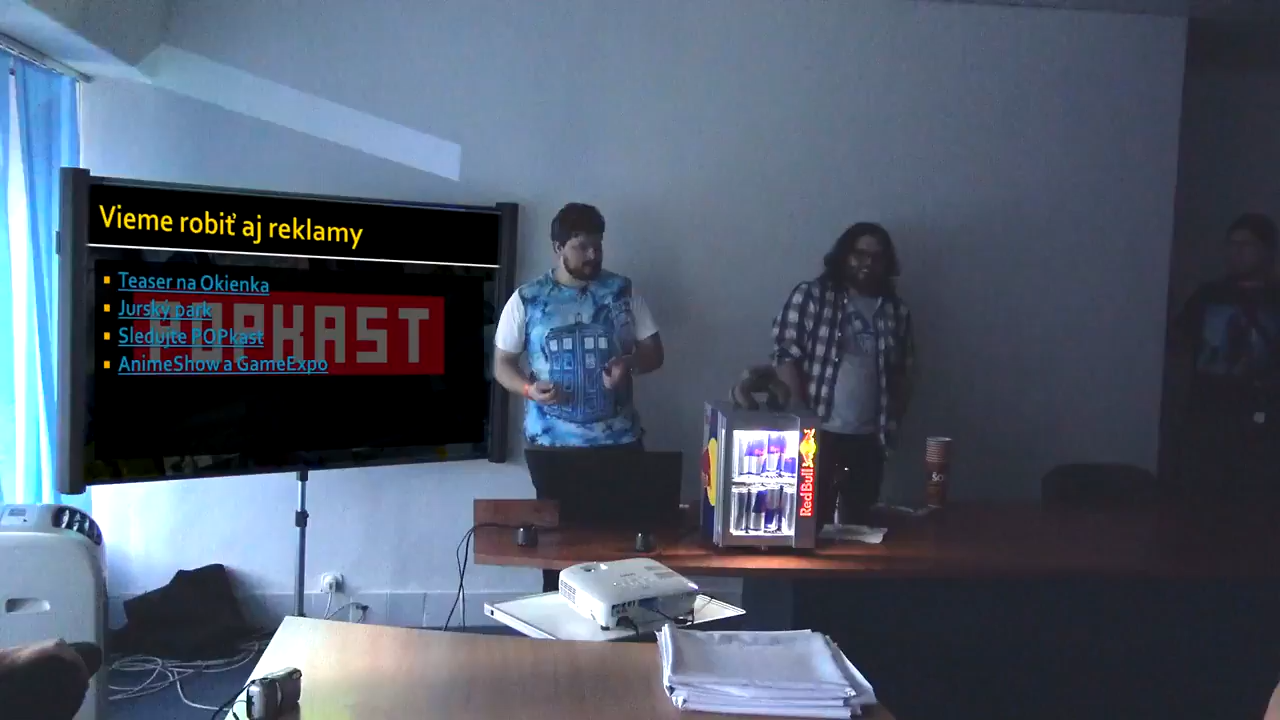 Vieme robiť aj reklamy
Teaser na Okienka
Jurský park
Sledujte POPkast
AnimeShow a GameExpo
POPKAST
Red Bull